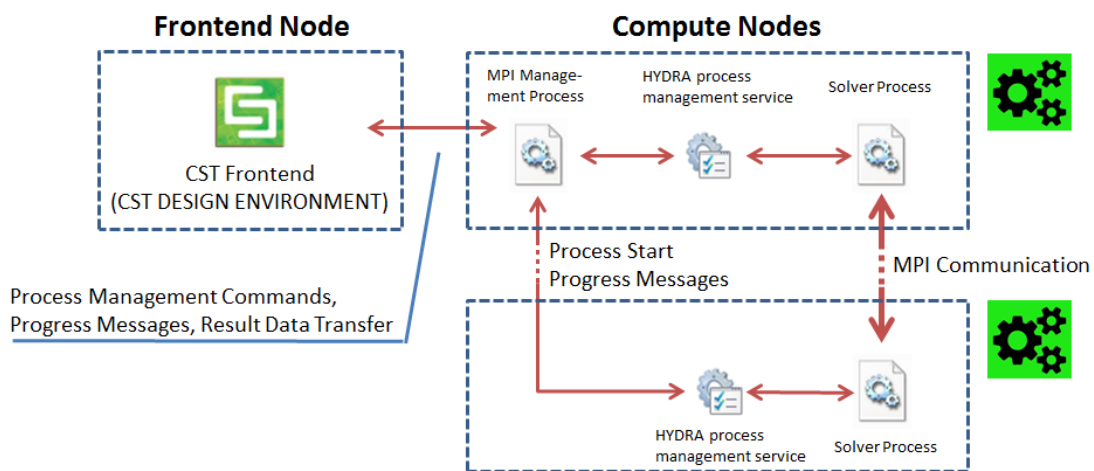 Frontend Node
Compute Nodes
MPI Manage-
ment Process
HYDRA process
management service
Solver Process
CST Frontend
(CST DESIGN ENVIRONMENT)
Process Start
Progress Messages
MPI Communication
Process Management Commands,
Progress Messages, Result Data Transfer
HYDRA process
management service
Solver Process